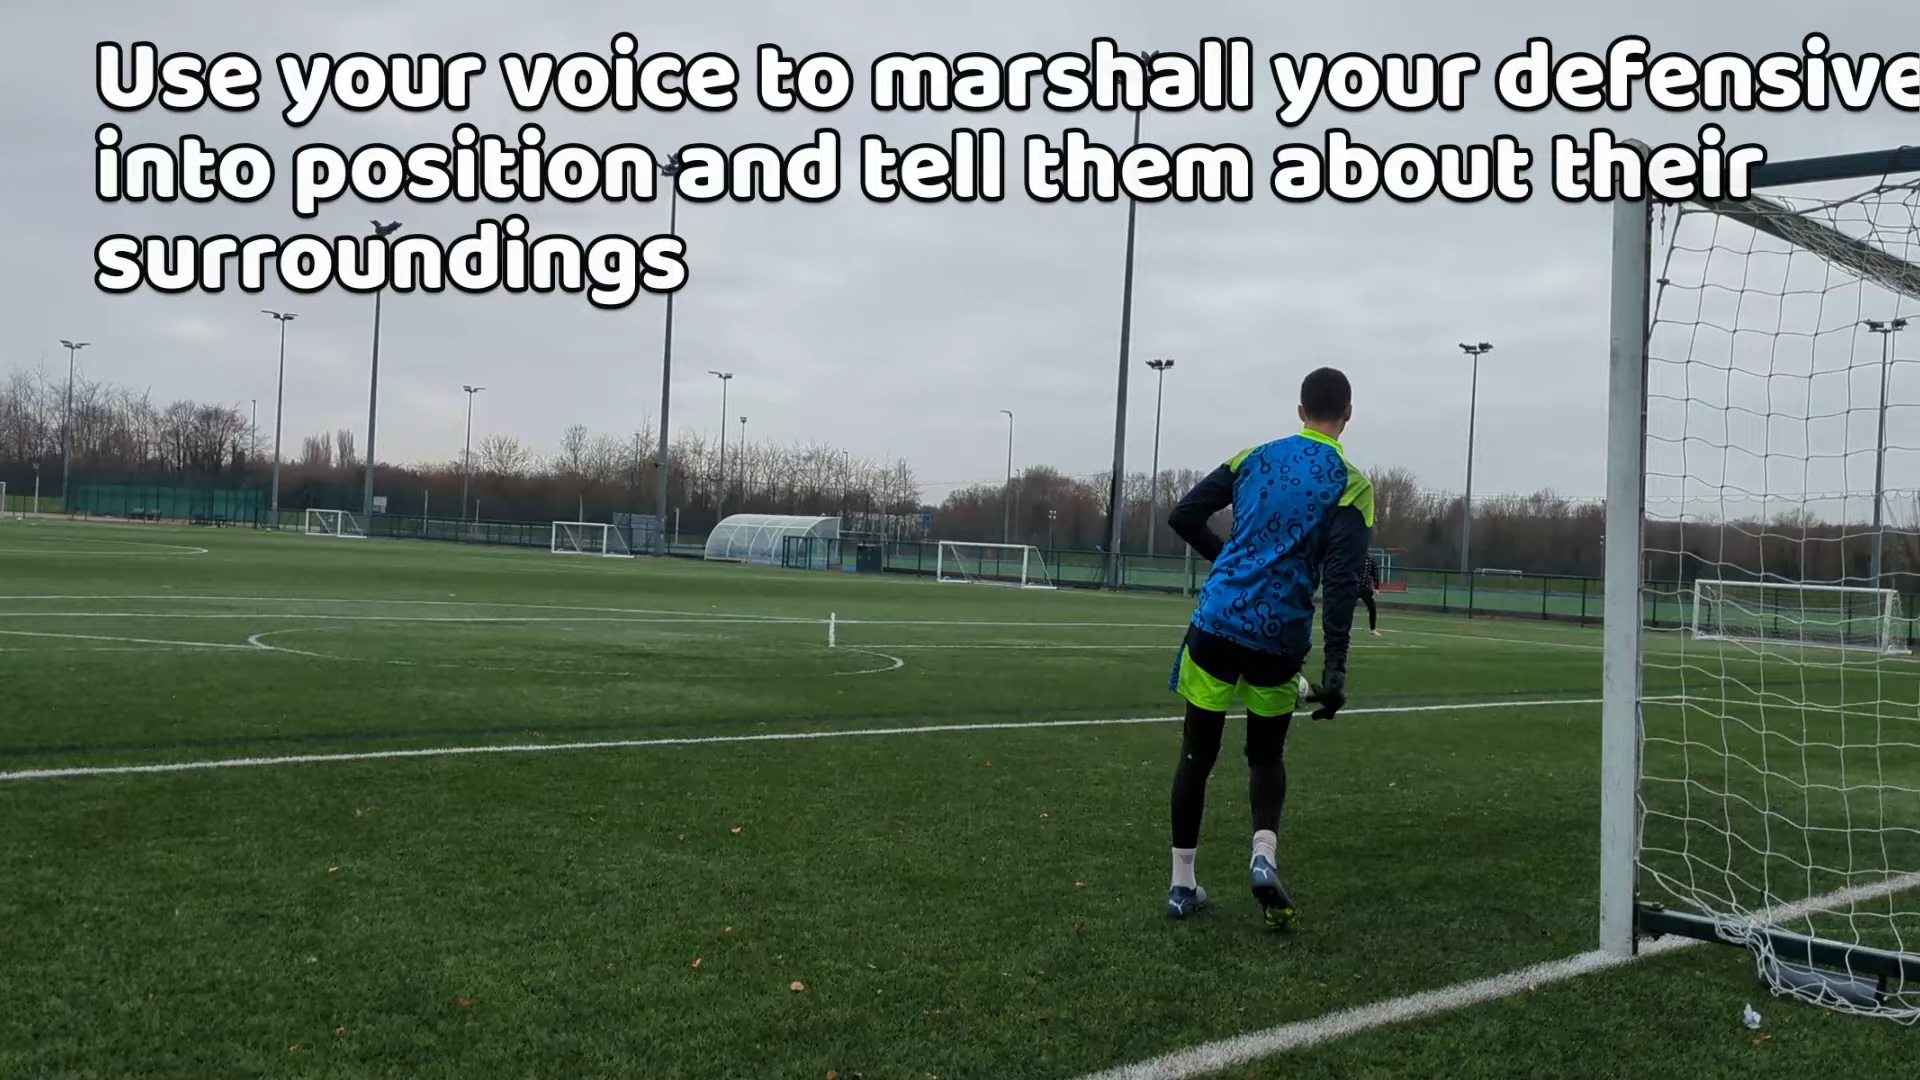 Use your voice to marshall your defensive
into position and tell them about their
surroundings